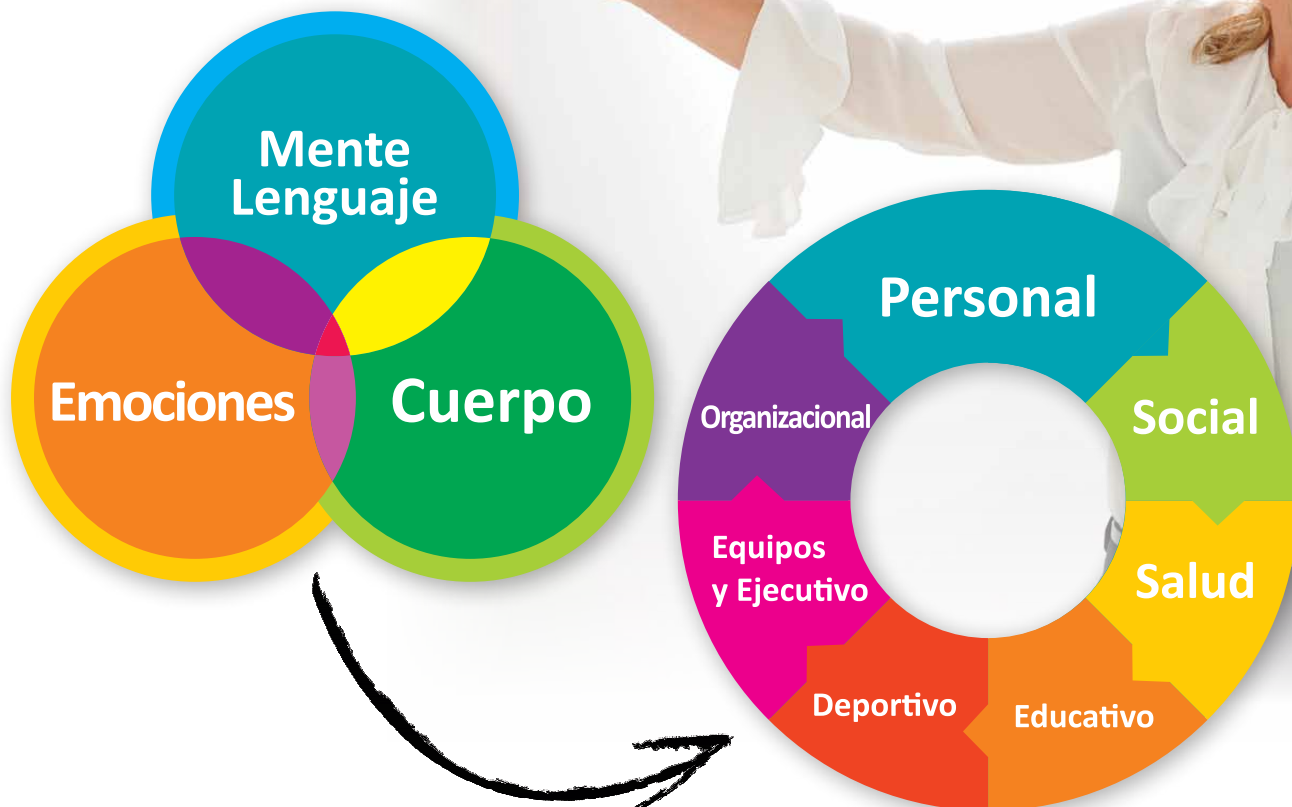 Mente
Lenguaje
Emociones
Cuerpo
Personal
Social
Salud
Educativo
Deportivo
Equipos
y Ejecutivo
Organizacional